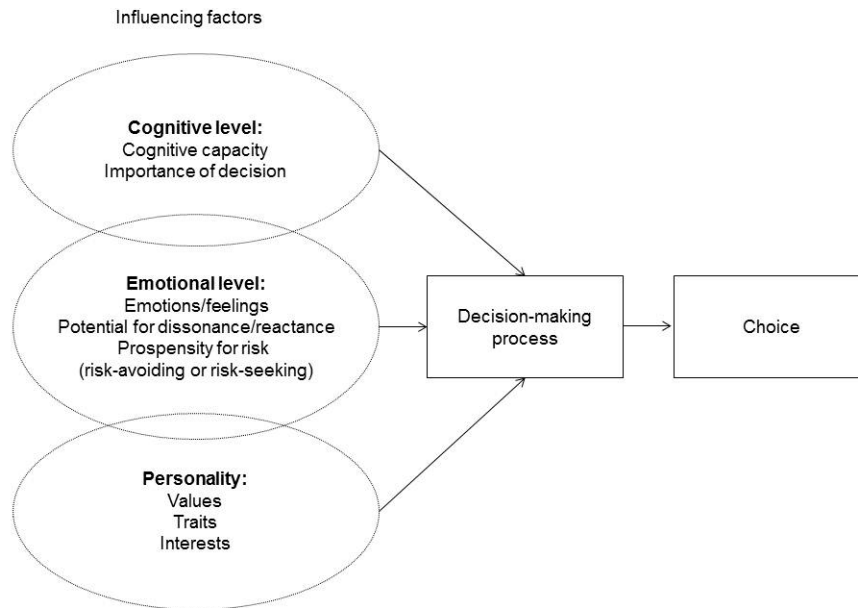 Influencing factors
Cognitive level:
Cognitive capacity
Importance of decision
Emotional level:
Emotions/feelings
Potential for dissonance/reactance
Prospensity for risk
(risk-avoiding or risk-seeking)
Personality:
Values
Traits
Interests
Decision-making
process
Choice